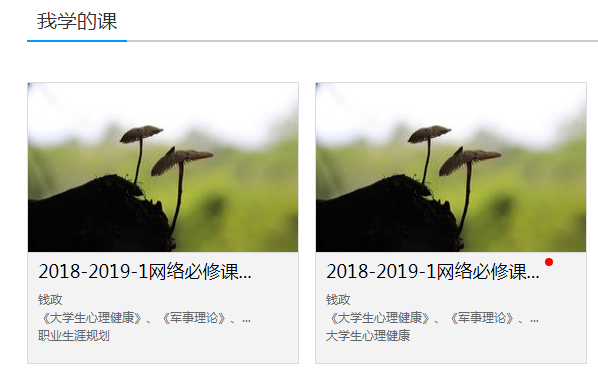 我学的课
2018-2019-1网络必修课...
钱政
《大学生心理健康》、《军事理论》、...
职业生涯规划
2018-2019-1网络必修课...
钱政
《大学生心理健康》、《军事理论》、...
大学生心理健康